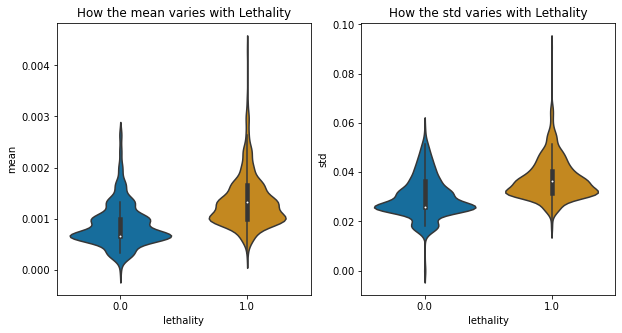 How the mean varies with Lethality
mean
0.004
0.003
0.002
0.001
0.000
0.0 1.0
lethality
How the std varies with Lethality
std
0.10
0.08
0.06
0.04
0.02
0.00
0.0 1.0
lethality